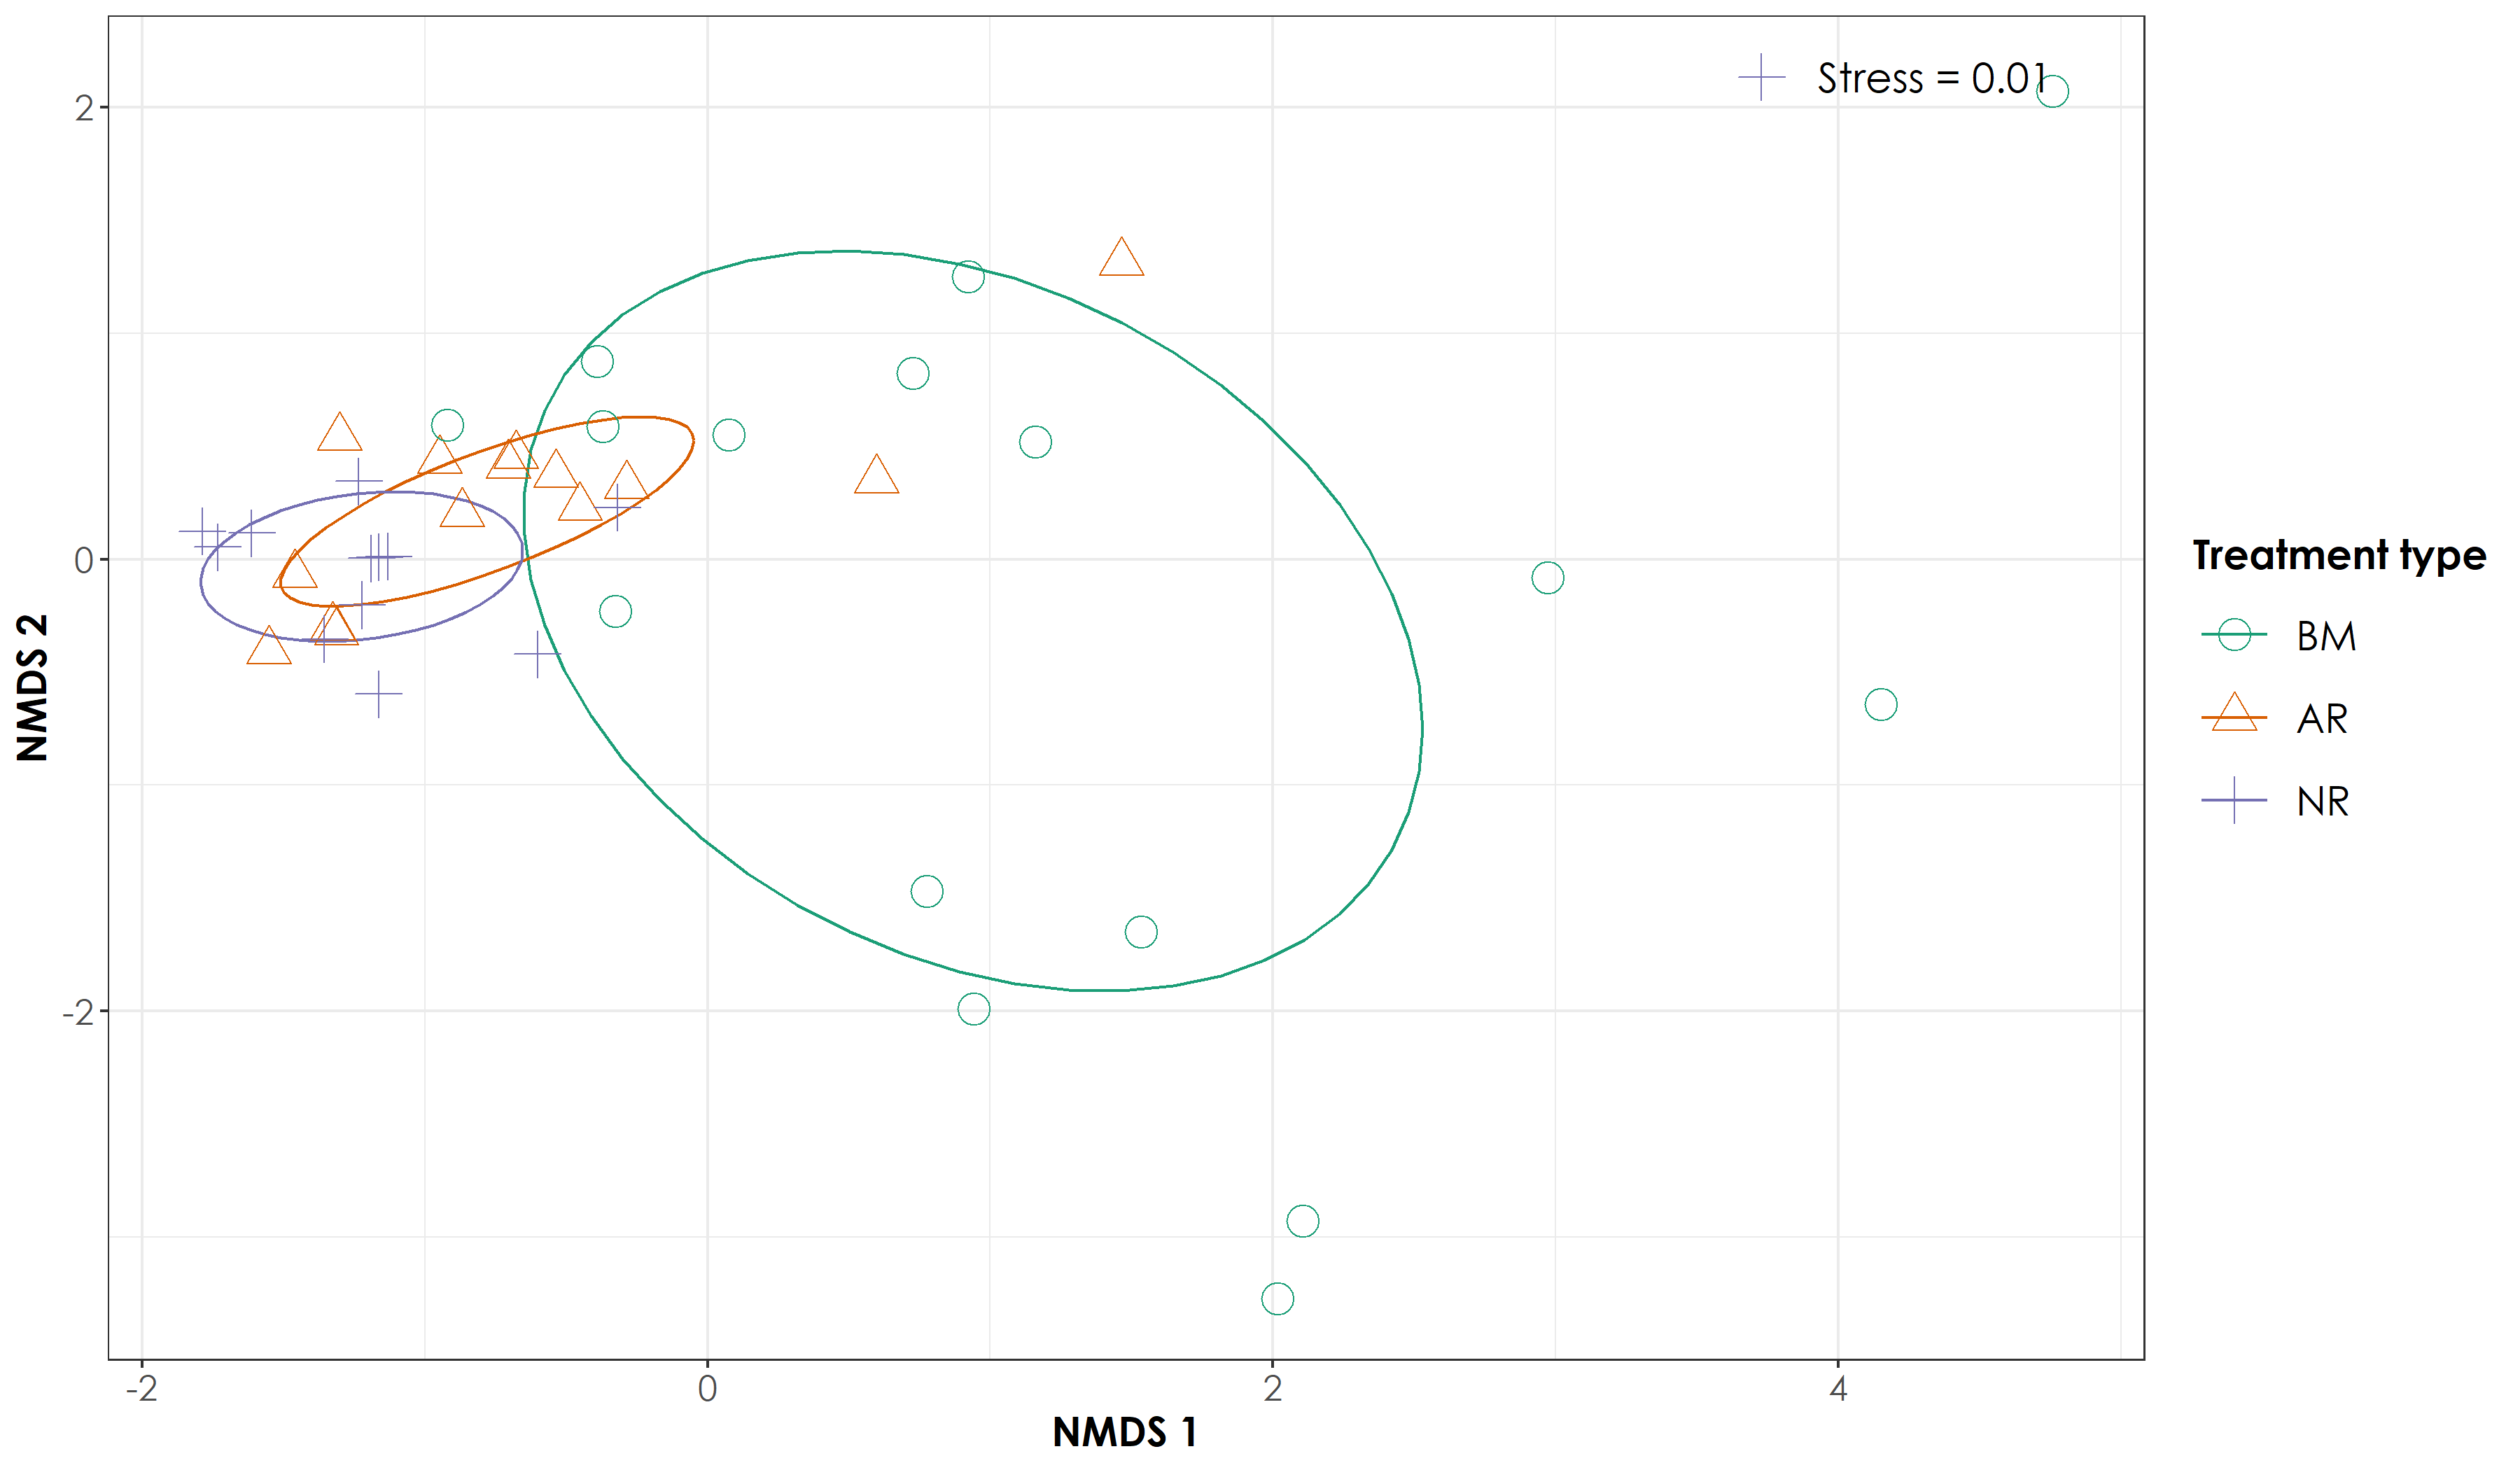 Stress = 0.01
2
0
-2
NMDS 2
-2
0
2
4
NMDS 1
Treatment type
BM
AR
NR